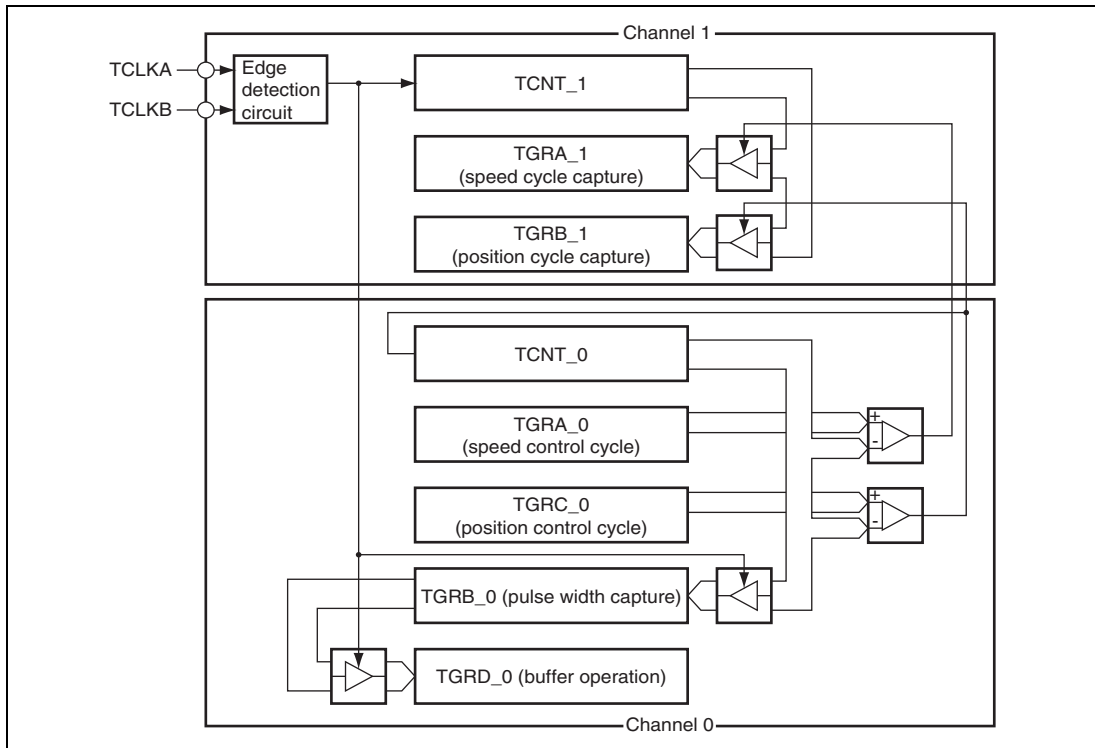 Channel 1
TCLKA
TCLKB
Edge
detection
circuit
TCNT_1
TGRA_1
(speed cycle capture)
TGRB_1
(position cycle capture)
TCNT_0
TGRA_0
(speed control cycle)
+
-
TGRC_0
(position control cycle)
+
-
TGRB_0 (pulse width capture)
TGRD_0 (buffer operation)
Channel 0